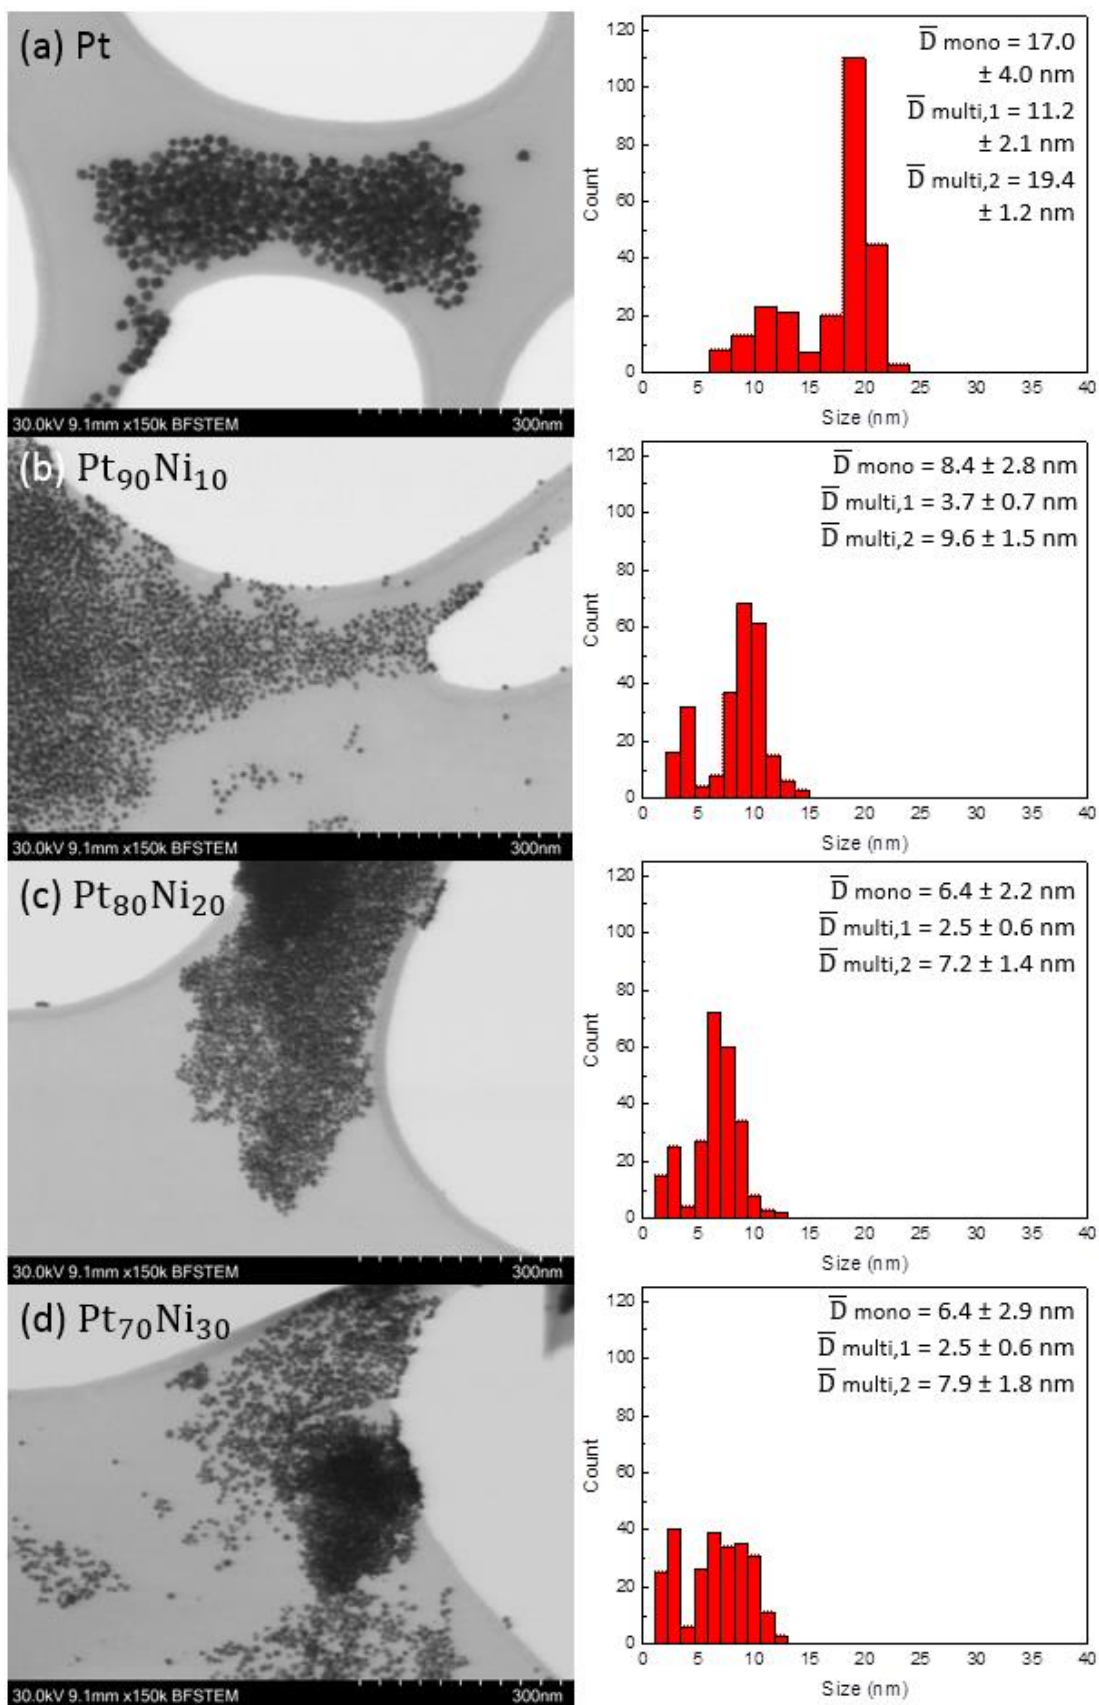 (a) Pt
30.0kV 9.1mm x150k BFSTEM 300nm
120
100
80
60
40
20
0
Count
0 5 10 15 20 25 30 35 40
Size (nm)
D̅ mono = 17.0
± 4.0 nm
D̅ multi,1 = 11.2
± 2.1 nm
D̅ multi,2 = 19.4
± 1.2 nm
(b) Pt₉₀Ni₁₀
30.0kV 9.1mm x150k BFSTEM 300nm
120
100
80
60
40
20
0
Count
0 5 10 15 20 25 30 35 40
Size (nm)
D̅ mono = 8.4 ± 2.8 nm
D̅ multi,1 = 3.7 ± 0.7 nm
D̅ multi,2 = 9.6 ± 1.5 nm
(c) Pt₈₀Ni₂₀
30.0kV 9.1mm x150k BFSTEM 300nm
120
100
80
60
40
20
0
Count
0 5 10 15 20 25 30 35 40
Size (nm)
D̅ mono = 6.4 ± 2.2 nm
D̅ multi,1 = 2.5 ± 0.6 nm
D̅ multi,2 = 7.2 ± 1.4 nm
(d) Pt₇₀Ni₃₀
30.0kV 9.1mm x150k BFSTEM 300nm
120
100
80
60
40
20
0
Count
0 5 10 15 20 25 30 35 40
Size (nm)
D̅ mono = 6.4 ± 2.9 nm
D̅ multi,1 = 2.5 ± 0.6 nm
D̅ multi,2 = 7.9 ± 1.8 nm